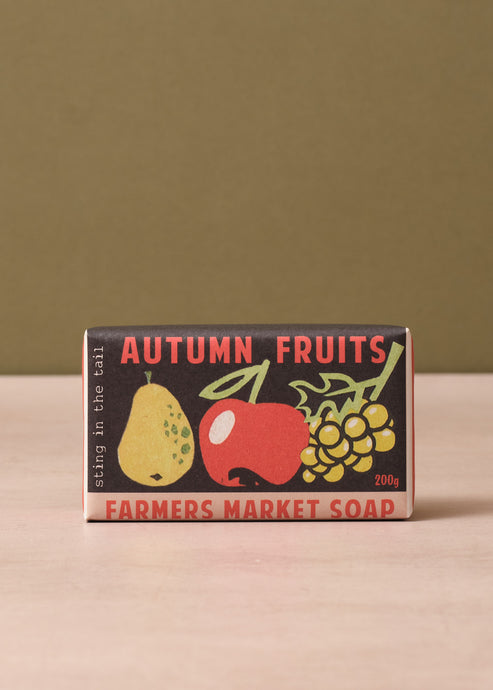 AUTUMN FRUITS
sting in the tail
200g
FARMERS MARKET SOAP